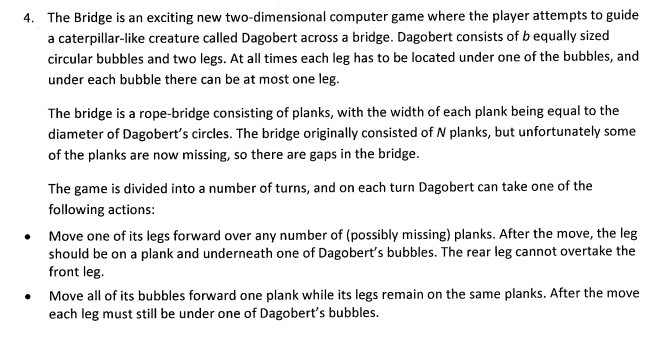 4. The Bridge is an exciting new two-dimensional computer game where the player attempts to guide
a caterpillar-like creature called Dagobert across a bridge. Dagobert consists of b equally sized
circular bubbles and two legs. At all times each leg has to be located under one of the bubbles, and
under each bubble there can be at most one leg.
The bridge is a rope-bridge consisting of planks, with the width of each plank being equal to the
diameter of Dagobert's circles. The bridge originally consisted of N planks, but unfortunately some
of the planks are now missing, so there are gaps in the bridge.
The game is divided into a number of turns, and on each turn Dagobert can take one of the
following actions:
• Move one of its legs forward over any number of (possibly missing) planks. After the move, the leg
should be on a plank and underneath one of Dagobert's bubbles. The rear leg cannot overtake the
front leg.
• Move all of its bubbles forward one plank while its legs remain on the same planks. After the move
each leg must still be under one of Dagobert's bubbles.